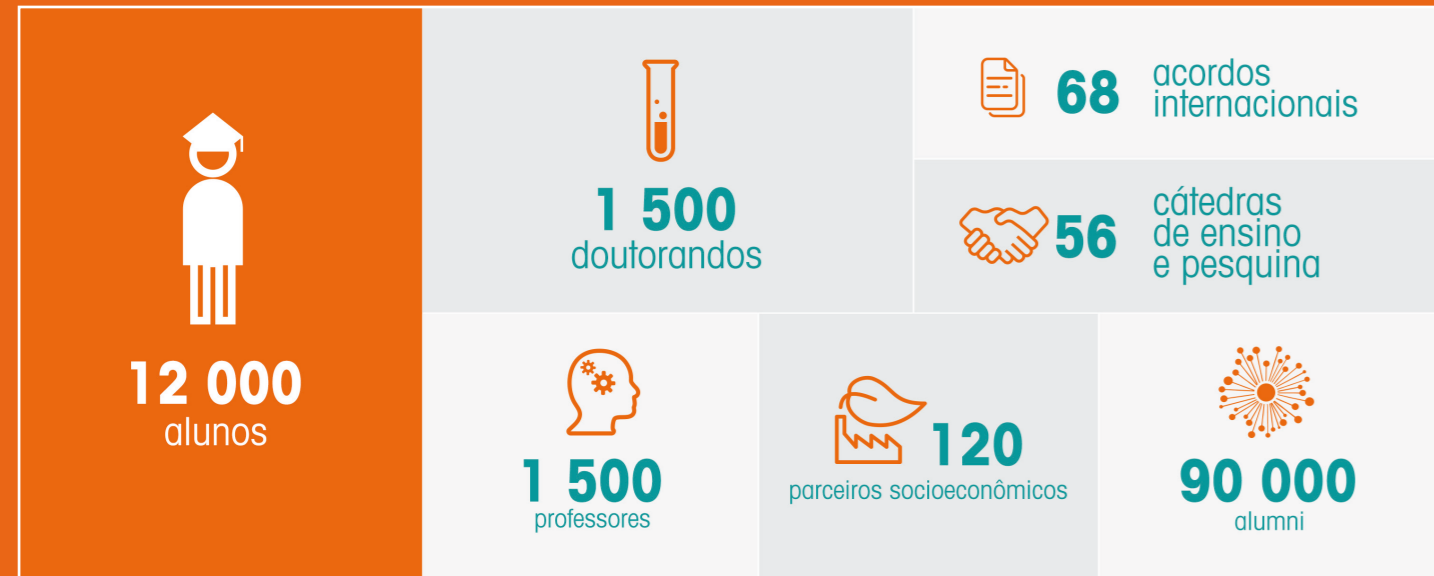 12 000
alunos
1 500
doutorandos
68
acordos
internacionais
56
cátedras
de ensino
e pesquina
1 500
professores
120
parceiros socioeconômicos
90 000
alumni